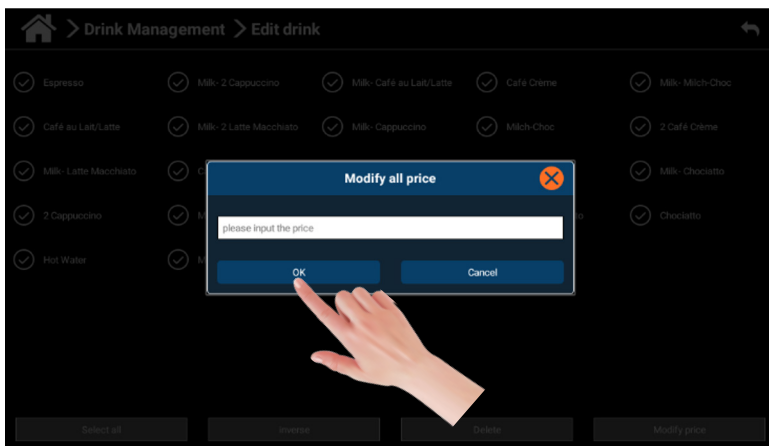 Drink Management > Edit drink
Espresso
Milk- 2 Cappuccino
Milk- Café au Lait/Latte
Café Crème
Milk- Milch-Choc
Café au Lait/Latte
Milk- 2 Latte Macchiato
Milk- Cappuccino
Milch-Choc
2 Café Crème
Milk- Latte Macchiato
Milk- Chociatto
2 Cappuccino
Chociatto
Hot Water
Modify all price
please input the price
OK
Cancel
Select all
Inverse
Delete
Modify price